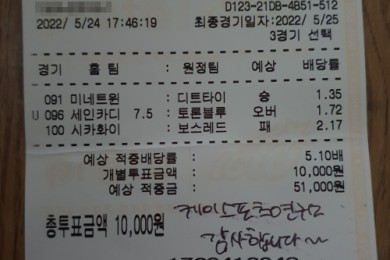 D123-21DB-4B51-512
2022/ 5/24 17:46:19 최종경기일자:2022/ 5/25
3경기 선택
경기 홈팀 : 원정팀 예상 배당률
091 미네트윈 : 디트타이 승 1.35
U 096 세인카디 7.5 : 토론블루 오버 1.72
100 시카화이 : 보스레드 패 2.17
예상 적중배당률 : 5.10배
개별투표금액 : 10,000원
예상 적중금 : 51,000원
총투표금액 10,000원
케이스포츠연구소
감사합니다~